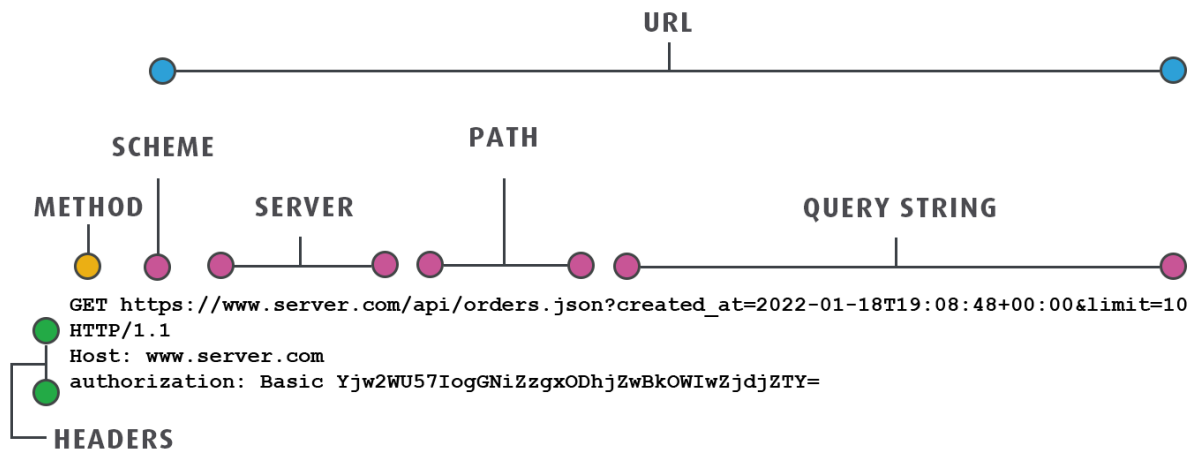 URL
SCHEME
PATH
METHOD
SERVER
QUERY STRING
GET https://www.server.com/api/orders.json?created_at=2022-01-18T19:08:48+00:00&limit=10
HTTP/1.1
Host: www.server.com
authorization: Basic Yjw2WU57IogGNiZzgxODhjZwBkOWIwZjdjZTY=
HEADERS